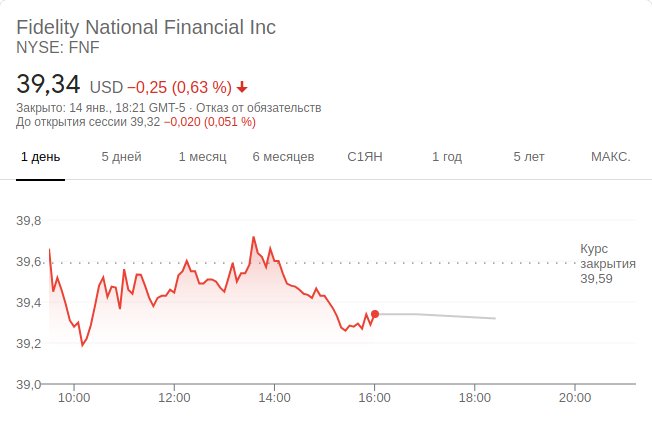 Fidelity National Financial Inc
NYSE: FNF
39,34 USD −0,25 (0,63 %)
Закрыто: 14 янв., 18:21 GMT-5 · Отказ от обязательств
До открытия сессии 39,32 −0,020 (0,051 %)
1 день 5 дней 1 месяц 6 месяцев С1ЯН 1 год 5 лет МАКС.
39,8
39,6
39,4
39,2
39,0
Курс
закрытия
39,59
10:00 12:00 14:00 16:00 18:00 20:00